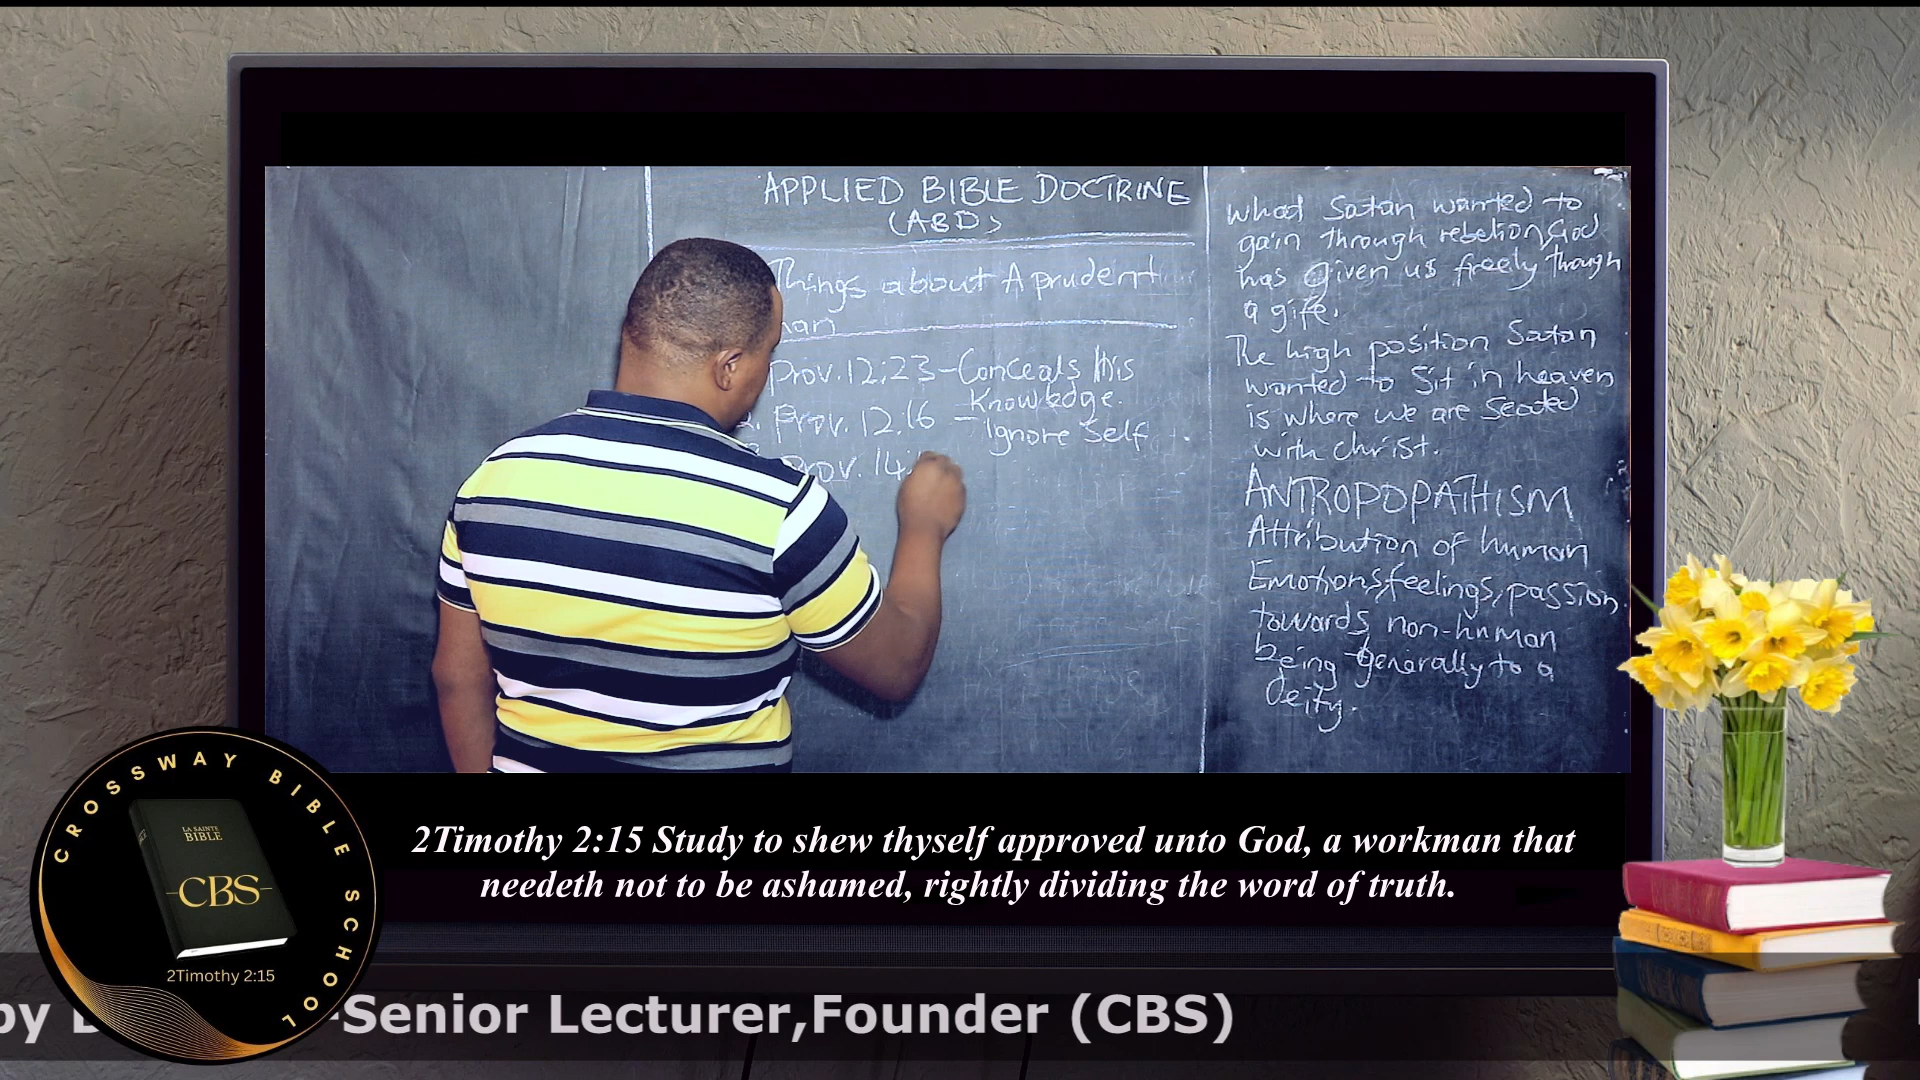 APPLIED BIBLE DOCTRINE
(ABD)
Things about A prudent
Prov. 12:23 - Conceals His
Knowledge.
2. Prov. 12.16 - Ignore Self
Prov. 14:
What Satan wanted to
gain through rebelion, God
has given us freely through
a gift.
The high position Satan
wanted to Sit in heaven
is where we are Seated
with Christ.
ANTROPOPATHISM
Attribution of human
Emotions, feelings, passion
towards non-human
being generally to a
Deity.
2Timothy 2:15 Study to shew thyself approved unto God, a workman that
needeth not to be ashamed, rightly dividing the word of truth.
CROSSWAY BIBLE SCHOOL
LA SAINTE
BIBLE
CBS
2Timothy 2:15
by
-Senior Lecturer,Founder (CBS)